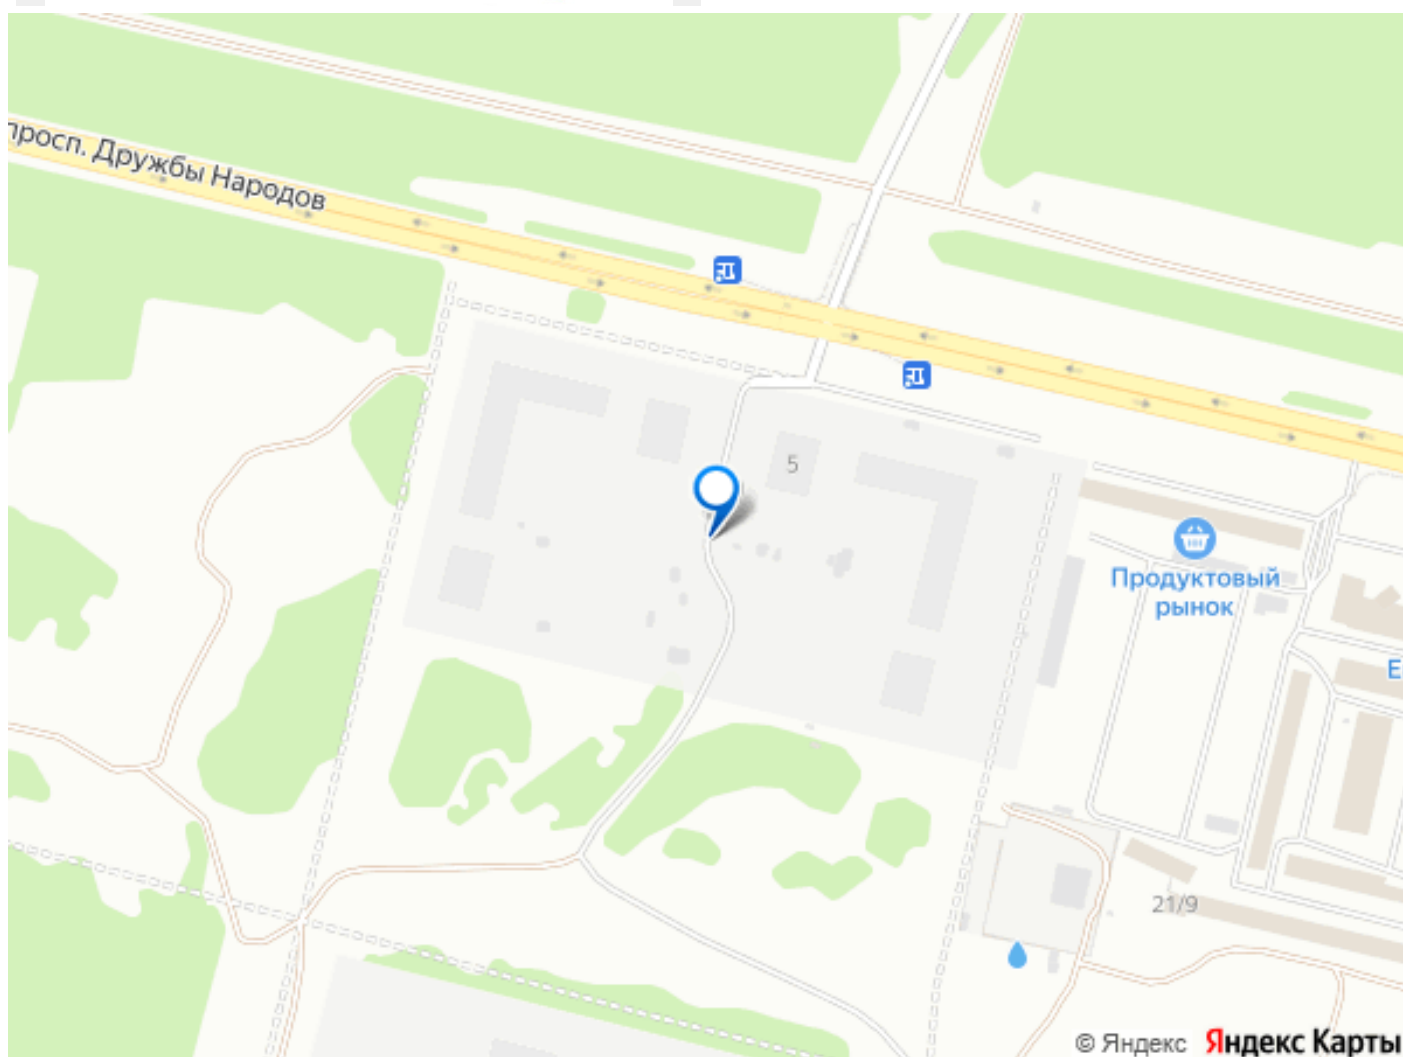 просп. Дружбы Народов
5
Продуктовый
рынок
Е
21/9
© Яндекс Яндекс Карты